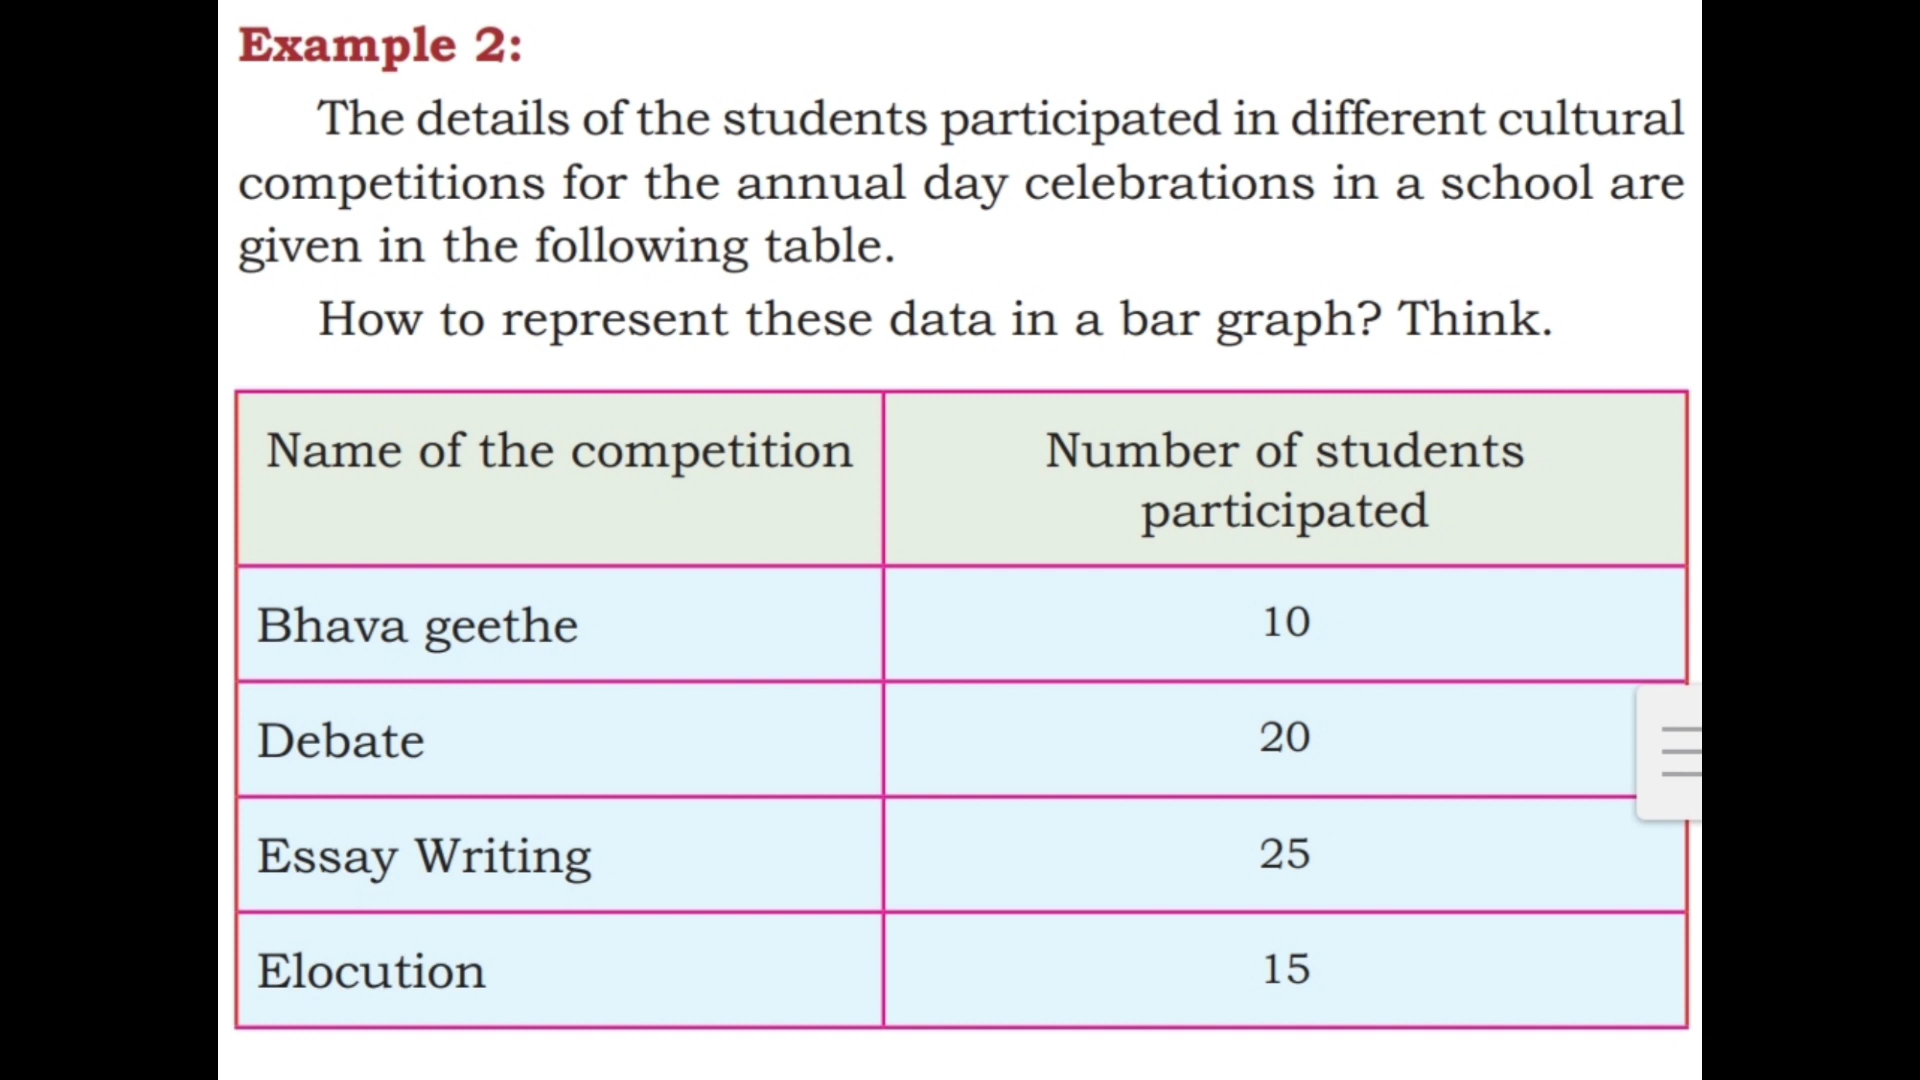 Example 2:
The details of the students participated in different cultural
competitions for the annual day celebrations in a school are
given in the following table.
How to represent these data in a bar graph? Think.
Name of the competition
Number of students
participated
Bhava geethe
10
Debate
20
Essay Writing
25
Elocution
15